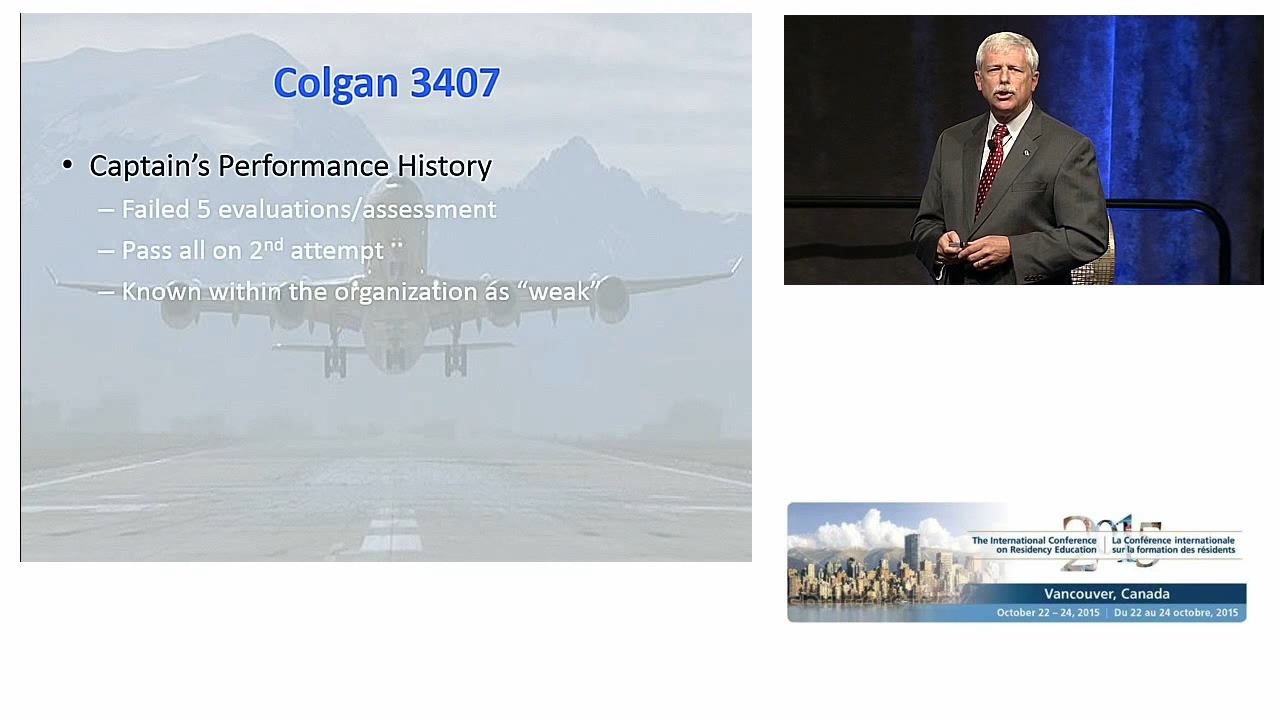 Colgan 3407
• Captain’s Performance History
– Failed 5 evaluations/assessment
– Pass all on 2nd attempt
– Known within the organization as “weak”
2015
The International Conference
on Residency Education
La Conférence internationale
sur la formation des résidents
Vancouver, Canada
October 22 – 24, 2015 | Du 22 au 24 octobre, 2015